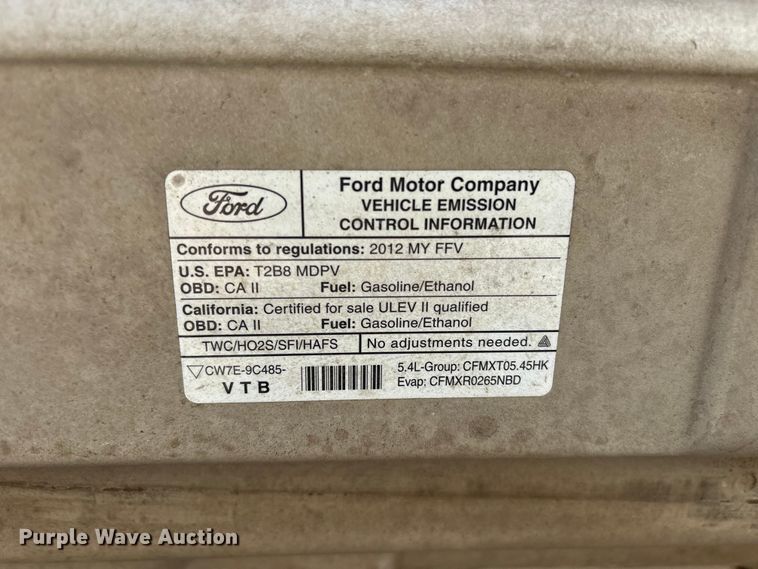 Ford
Ford Motor Company
VEHICLE EMISSION
CONTROL INFORMATION
Conforms to regulations: 2012 MY FFV
U.S. EPA: T2B8 MDPV
OBD: CA II Fuel: Gasoline/Ethanol
California: Certified for sale ULEV II qualified
OBD: CA II Fuel: Gasoline/Ethanol
TWC/HO2S/SFI/HAFS No adjustments needed.
CW7E-9C485- 5.4L-Group: CFMXT05.45HK
V T B Evap: CFMXR0265NBD
Purple Wave Auction